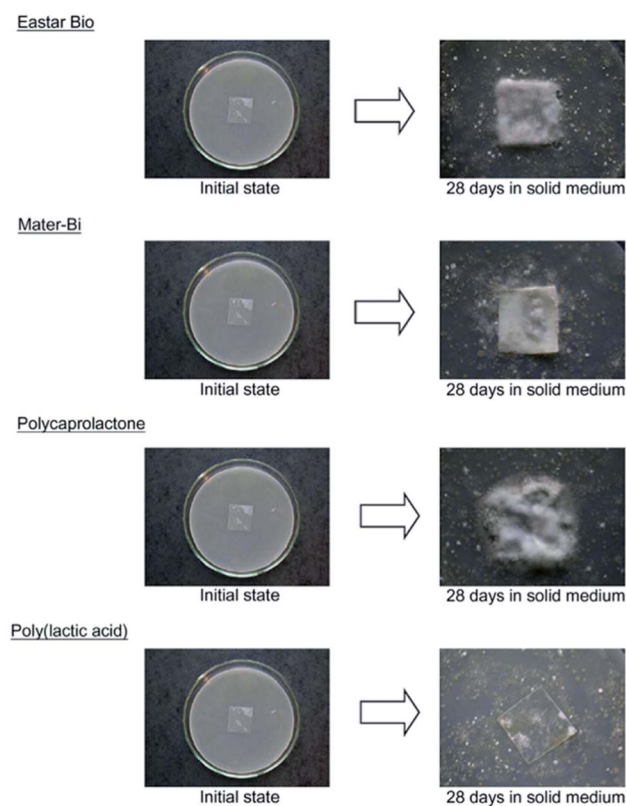 Eastar Bio
Initial state
28 days in solid medium
Mater-Bi
Initial state
28 days in solid medium
Polycaprolactone
Initial state
28 days in solid medium
Poly(lactic acid)
Initial state
28 days in solid medium